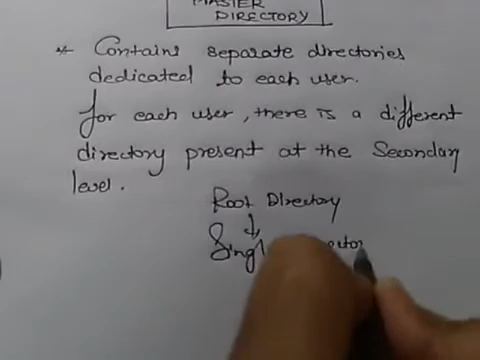 MASTER
DIRECTORY
* Contains separate directories
dedicated to each user.
For each user, there is a different
directory present at the Secondary
level.
Root Directory
↓